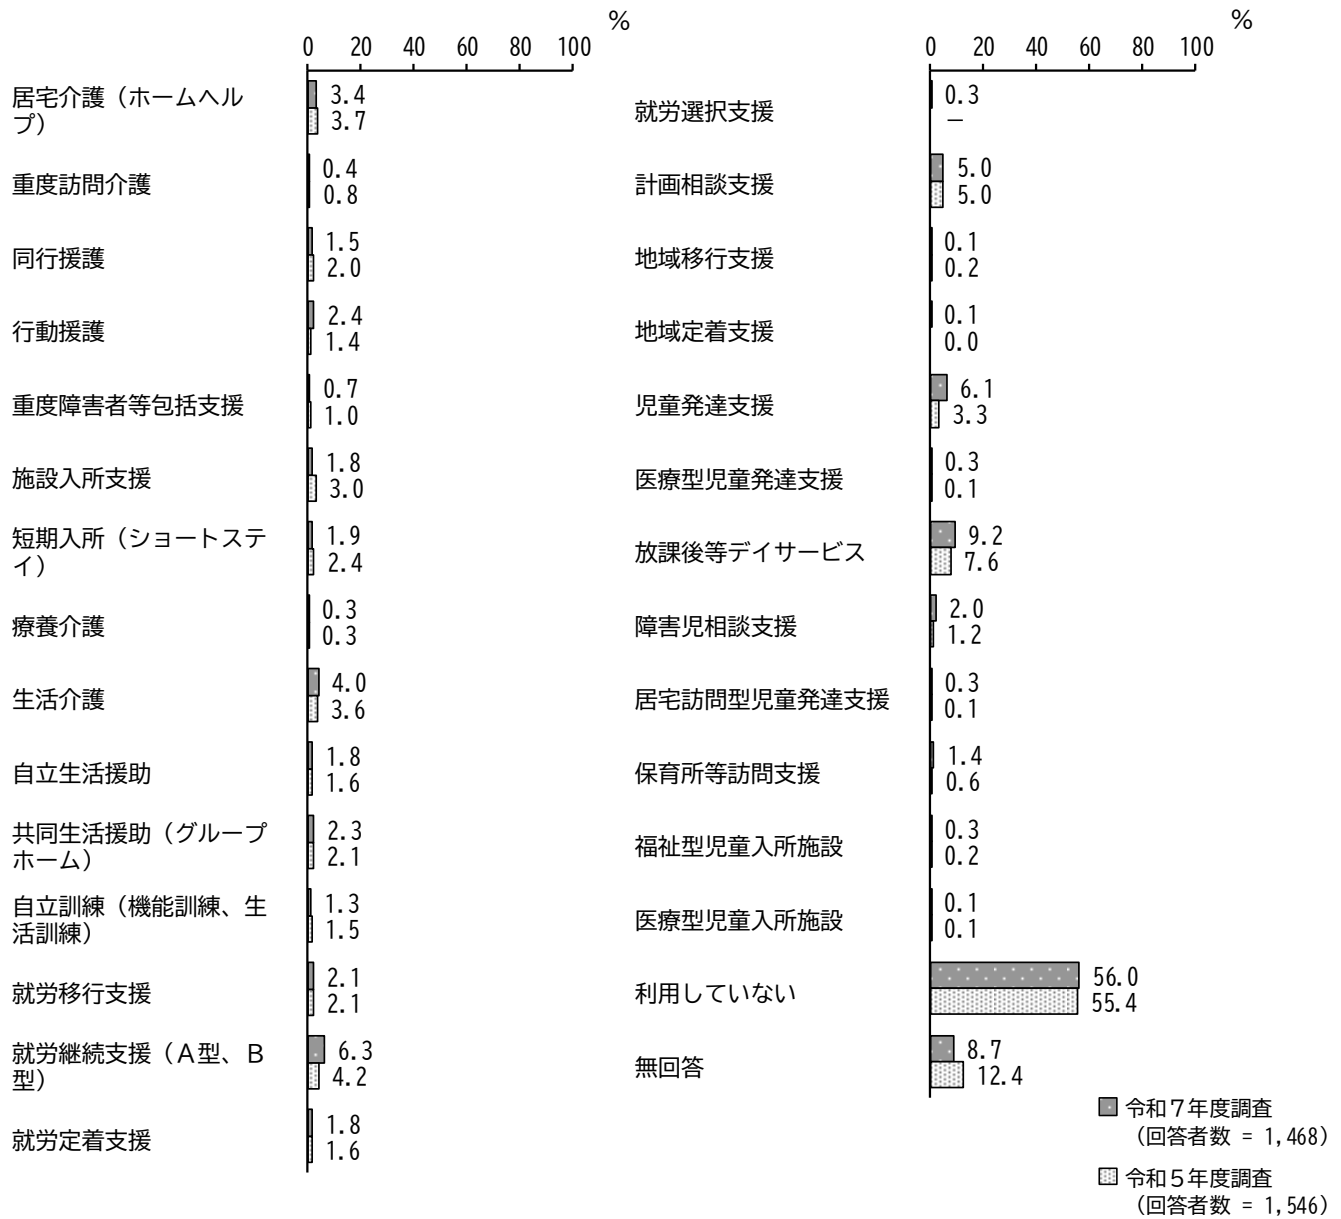 %
0 20 40 60 80 100
居宅介護（ホームヘル
プ）
3.4
3.7
重度訪問介護
0.4
0.8
同行援護
1.5
2.0
行動援護
2.4
1.4
重度障害者等包括支援
0.7
1.0
施設入所支援
1.8
3.0
短期入所（ショートステ
イ）
1.9
2.4
療養介護
0.3
0.3
生活介護
4.0
3.6
自立生活援助
1.8
1.6
共同生活援助（グループ
ホーム）
2.3
2.1
自立訓練（機能訓練、生
活訓練）
1.3
1.5
就労移行支援
2.1
2.1
就労継続支援（Ａ型、Ｂ
型）
6.3
4.2
就労定着支援
1.8
1.6
%
0 20 40 60 80 100
就労選択支援
0.3
－
計画相談支援
5.0
5.0
地域移行支援
0.1
0.2
地域定着支援
0.1
0.0
児童発達支援
6.1
3.3
医療型児童発達支援
0.3
0.1
放課後等デイサービス
9.2
7.6
障害児相談支援
2.0
1.2
居宅訪問型児童発達支援
0.3
0.1
保育所等訪問支援
1.4
0.6
福祉型児童入所施設
0.3
0.2
医療型児童入所施設
0.1
0.1
利用していない
56.0
55.4
無回答
8.7
12.4
令和７年度調査
（回答者数 = 1,468）
令和５年度調査
（回答者数 = 1,546）